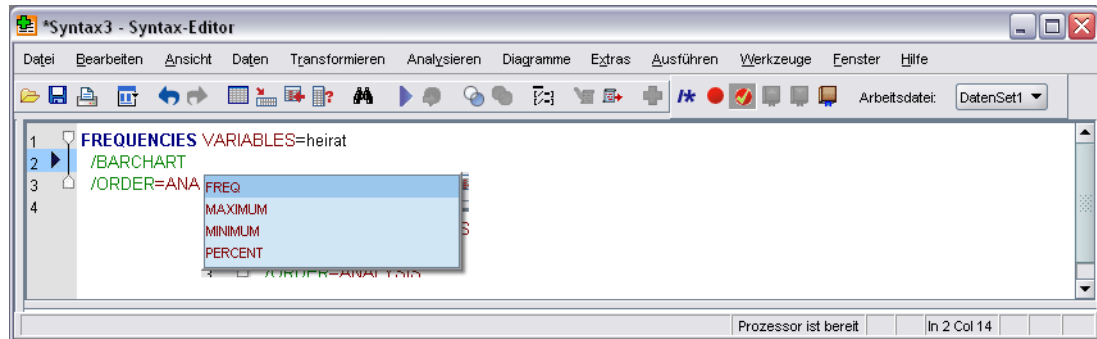 *Syntax3 - Syntax-Editor
Datei Bearbeiten Ansicht Daten Transformieren Analysieren Diagramme Extras Ausführen Werkzeuge Fenster Hilfe
Arbeitsdatei: DatenSet1
1 FREQUENCIES VARIABLES=heirat
2 /BARCHART
3 /ORDER=ANA
4
FREQ
MAXIMUM
MINIMUM
PERCENT
/ORDER=ANALYSIS
Prozessor ist bereit In 2 Col 14